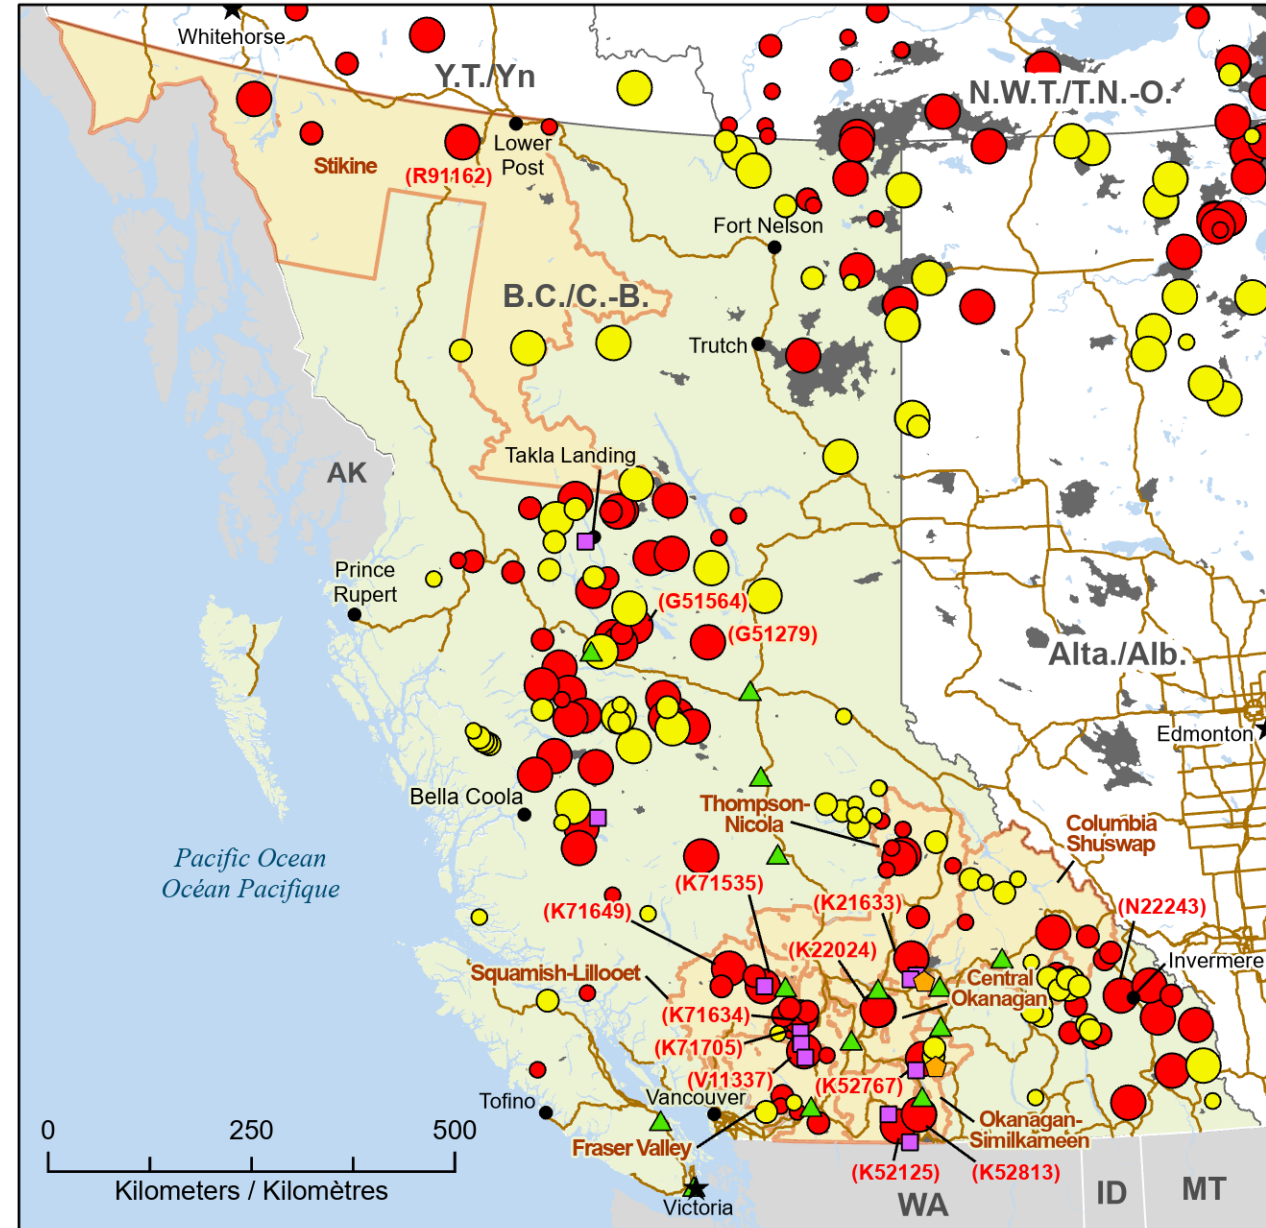 Whitehorse
Y.T./Yn
N.W.T./T.N.-O.
Lower
Post
Stikine
(R91162)
Fort Nelson
B.C./C.-B.
Trutch
Takla Landing
AK
Prince
Rupert
(G51564)
(G51279)
Alta./Alb.
Edmonton
Bella Coola
Thompson-
Nicola
Columbia
Shuswap
Pacific Ocean
Océan Pacifique
(K71535)
(K71649)
(K21633)
(N22243)
(K22024)
Invermere
Squamish-Lillooet
Central
Okanagan
(K71634)
(K71705)
(V11337)
(K52767)
Vancouver
Tofino
Okanagan-
Similkameen
Fraser Valley
0 250 500
Kilometers / Kilomètres
(K52125)
(K52813)
Victoria
WA
ID
MT